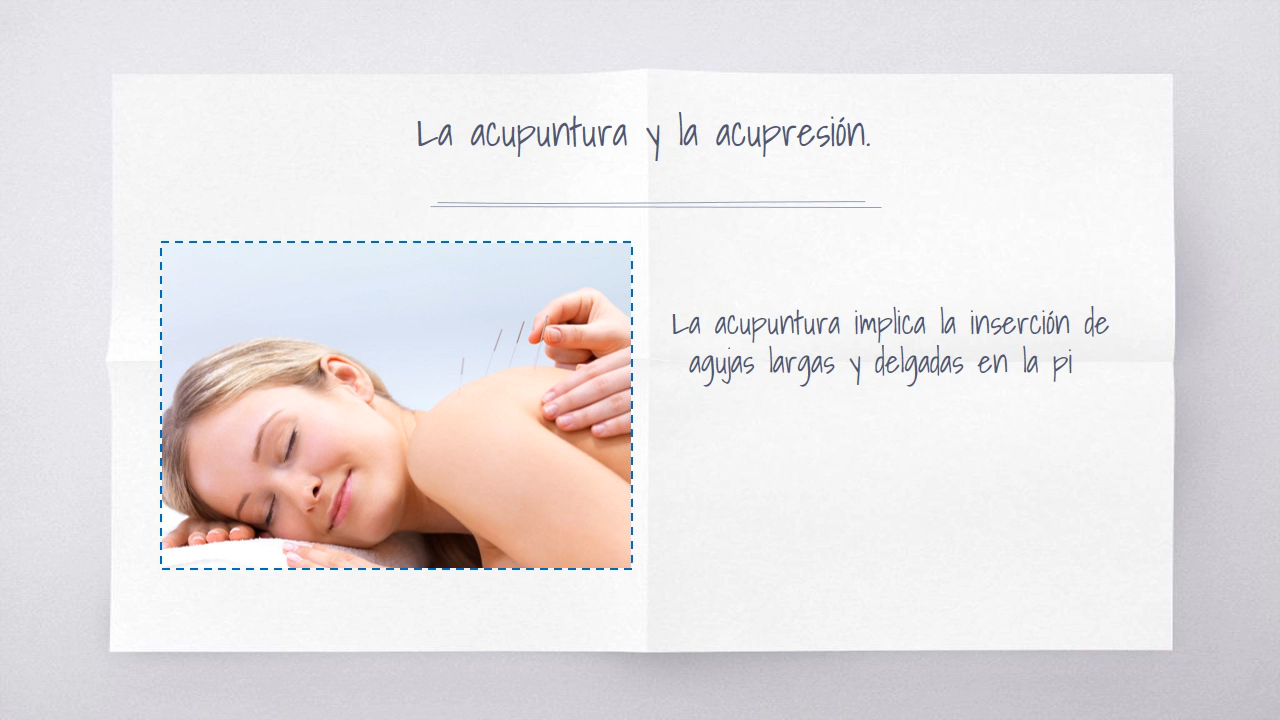 La acupuntura y la acupresión.
La acupuntura implica la inserción de
agujas largas y delgadas en la pi